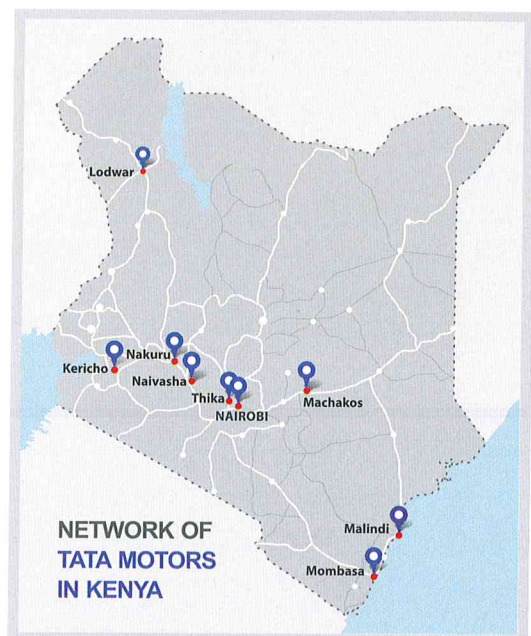 Lodwar
Nakuru
Kericho
Naivasha
Thika
NAIROBI
Machakos
Malindi
Mombasa
NETWORK OF
TATA MOTORS
IN KENYA